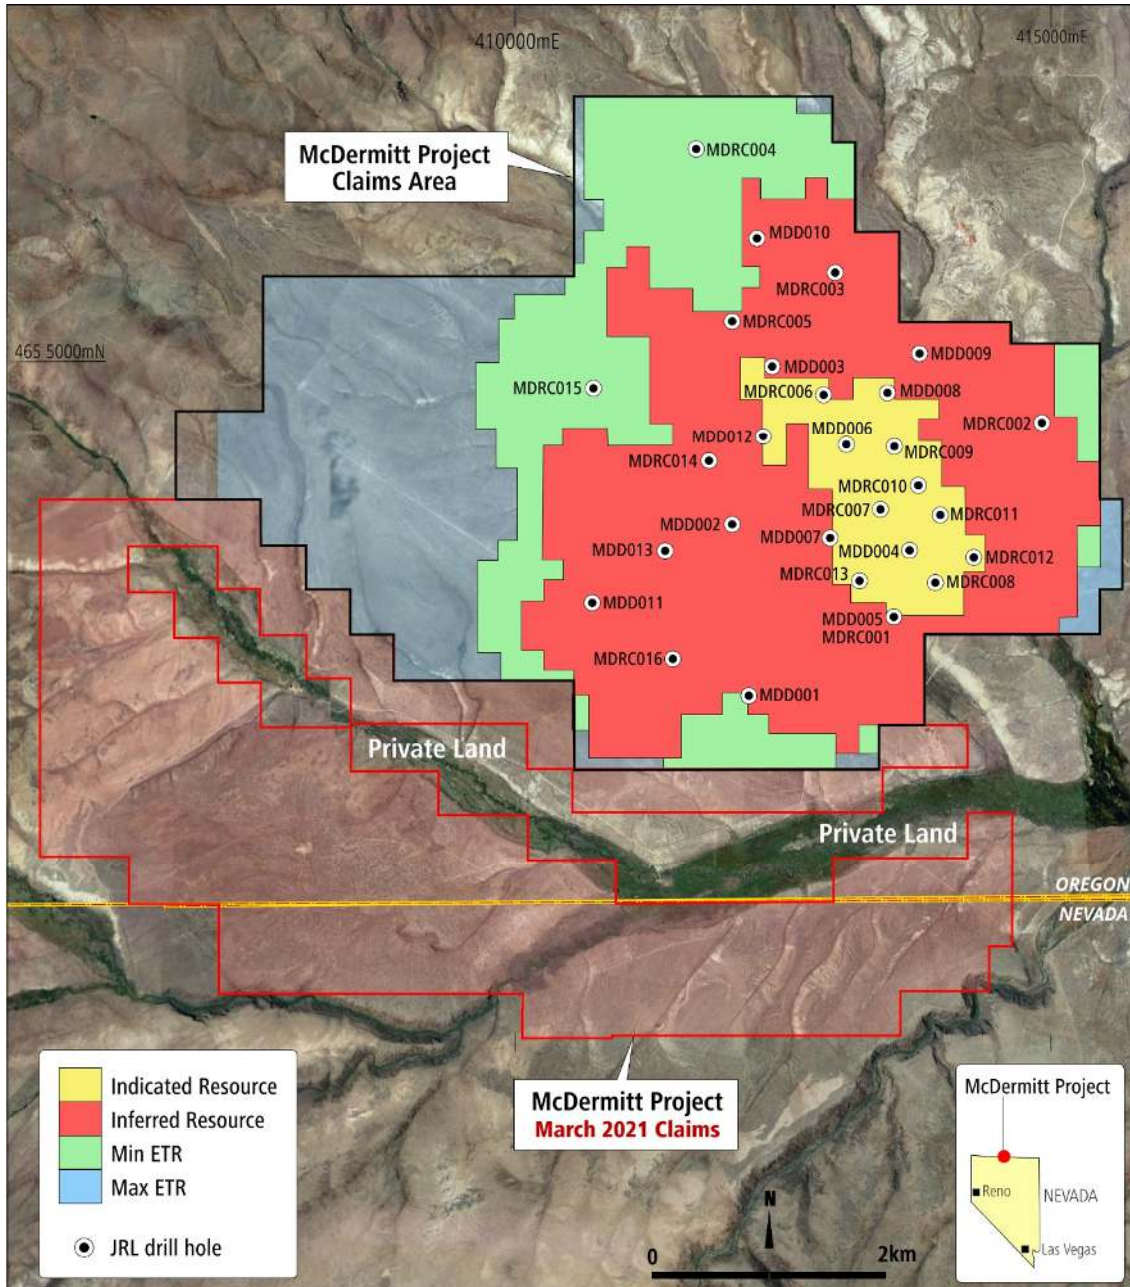 410000mE
415000mE
McDermitt Project
Claims Area
MDRC004
MDD010
MDRC003
MDRC005
465 5000mN
MDD009
MDD003
MDRC015
MDRC006
MDD008
MDRC002
MDD012
MDD006
MDRC009
MDRC014
MDRC010
MDRC007
MDRC011
MDD002
MDD007
MDD013
MDD004
MDRC012
MDRC013
MDRC008
MDD011
MDD005
MDRC001
MDRC016
MDD001
Private Land
Private Land
OREGON
NEVADA
McDermitt Project
March 2021 Claims
Indicated Resource
Inferred Resource
Min ETR
Max ETR
JRL drill hole
N
0
2km
McDermitt Project
Reno
NEVADA
Las Vegas